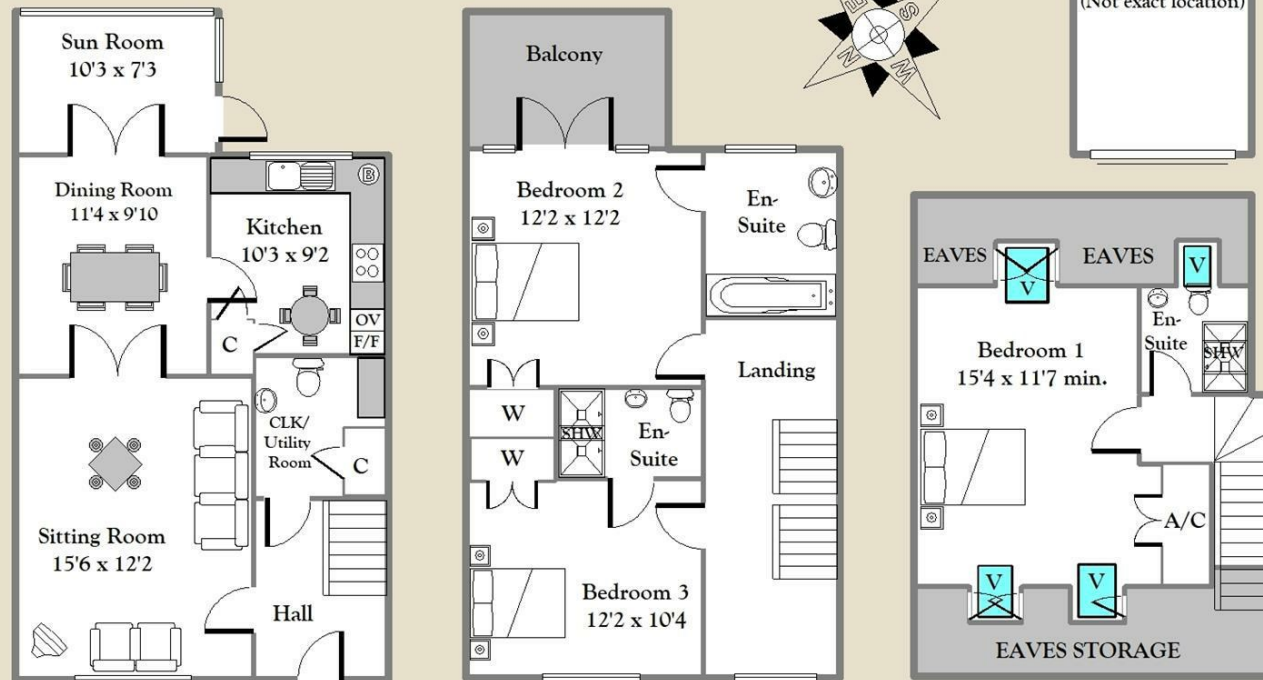 Sun Room
10'3 x 7'3
Dining Room
11'4 x 9'10
Kitchen
10'3 x 9'2
B
OV
F/F
C
CLK/
Utility
Room
C
Sitting Room
15'6 x 12'2
Hall
Balcony
Bedroom 2
12'2 x 12'2
En-
Suite
Landing
W
W
SHW
En-
Suite
Bedroom 3
12'2 x 10'4
E
S
N
W
(Not exact location)
EAVES
V
EAVES
V
En-
Suite
SHW
Bedroom 1
15'4 x 11'7 min.
A/C
V
V
EAVES STORAGE